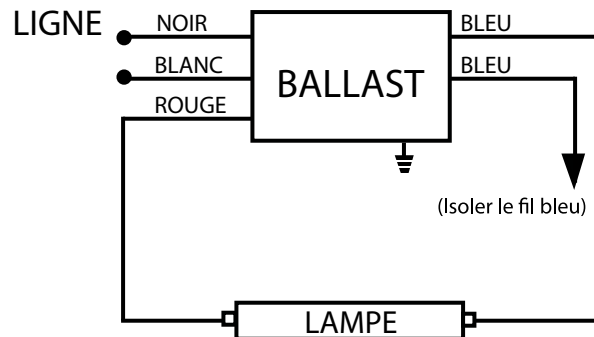 LIGNE
NOIR
BLEU
BLANC
BLEU
BALLAST
ROUGE
(Isoler le fil bleu)
LAMPE